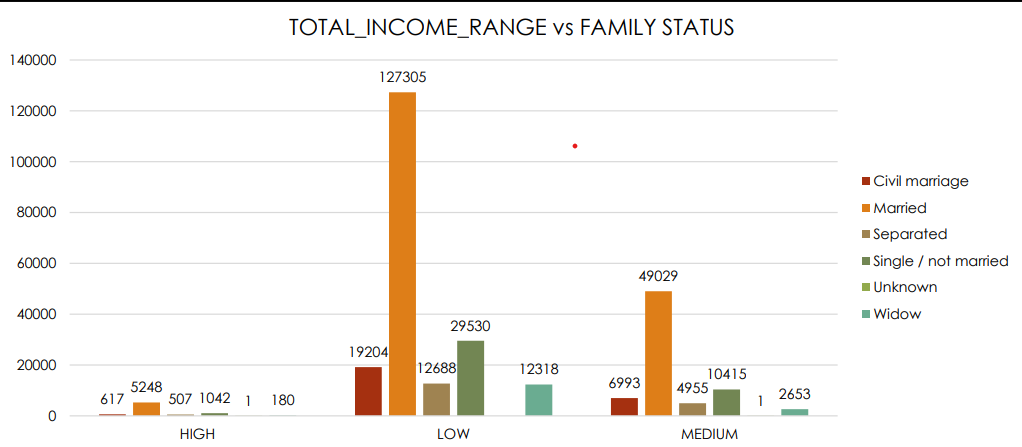 TOTAL_INCOME_RANGE vs FAMILY STATUS
140000
120000
100000
80000
60000
40000
20000
0
617
5248
507
1042
1
180
19204
127305
12688
29530
12318
6993
49029
4955
10415
1
2653
HIGH
LOW
MEDIUM
Civil marriage
Married
Separated
Single / not married
Unknown
Widow